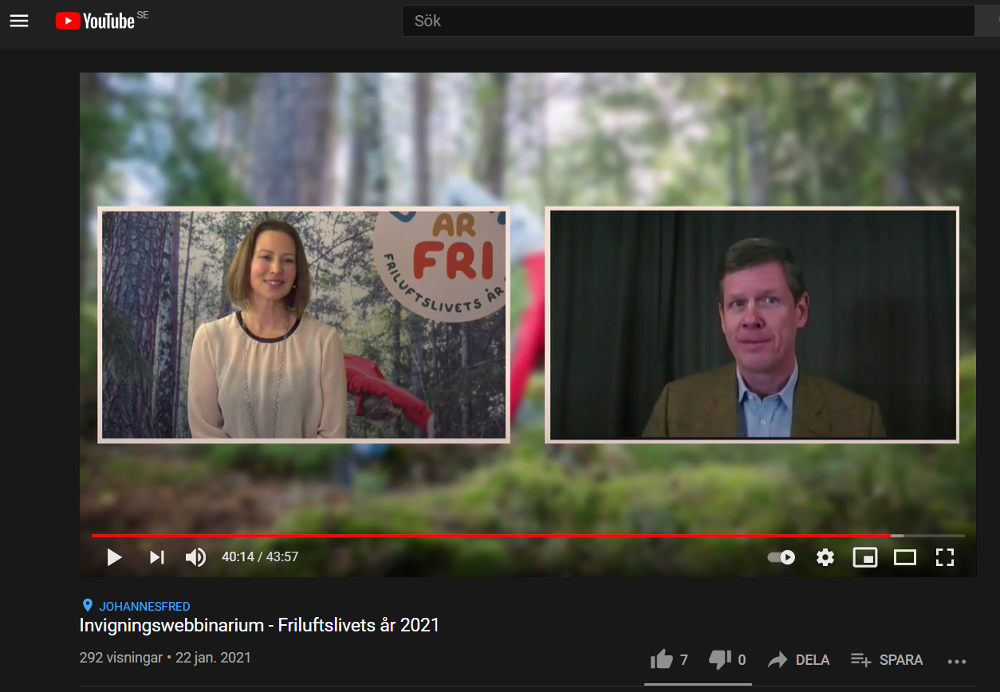 YouTube SE
Sök
ÄR
FRI
FRILUFTSLIVETS ÅR
40:14 / 43:57
JOHANNESFRED
Invigningswebbinarium - Friluftslivets år 2021
292 visningar • 22 jan. 2021
7
0
DELA
SPARA